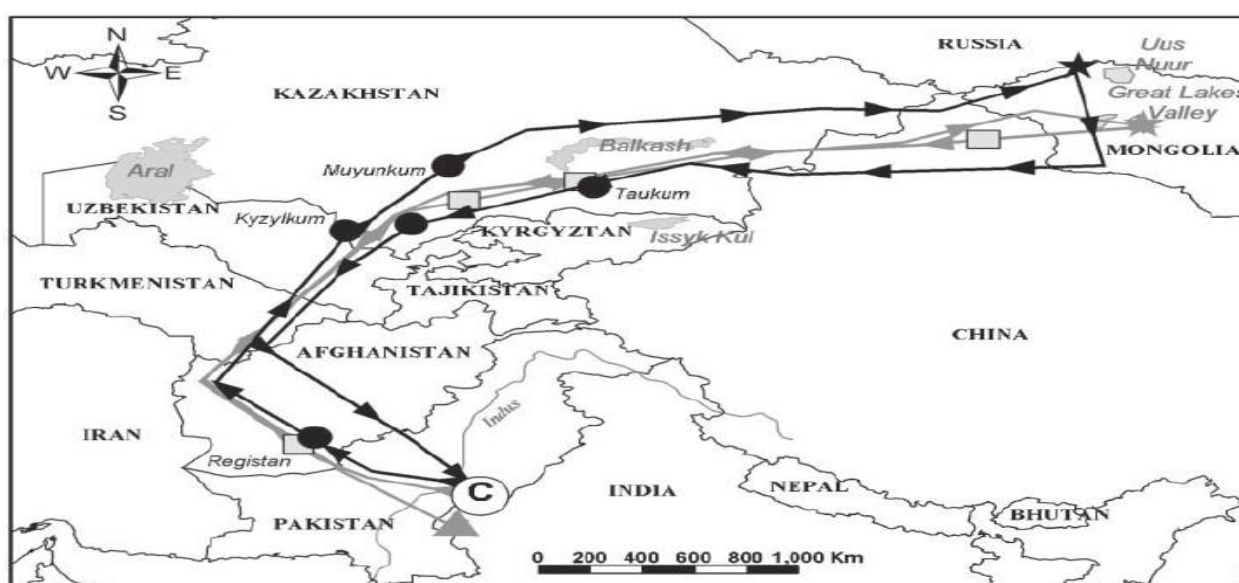 N
W E
S
RUSSIA
Uus
Nuur
Great Lakes
Valley
KAZAKHSTAN
MONGOLIA
Balkash
Muyunkum
Aral
Taukum
UZBEKISTAN
Kyzylkum
KYRGYZTAN
Issyk Kul
TURKMENISTAN
TAJIKISTAN
CHINA
AFGHANISTAN
Indus
IRAN
Registan
C
INDIA
NEPAL
PAKISTAN
BHUTAN
0 200 400 600 800 1,000 Km